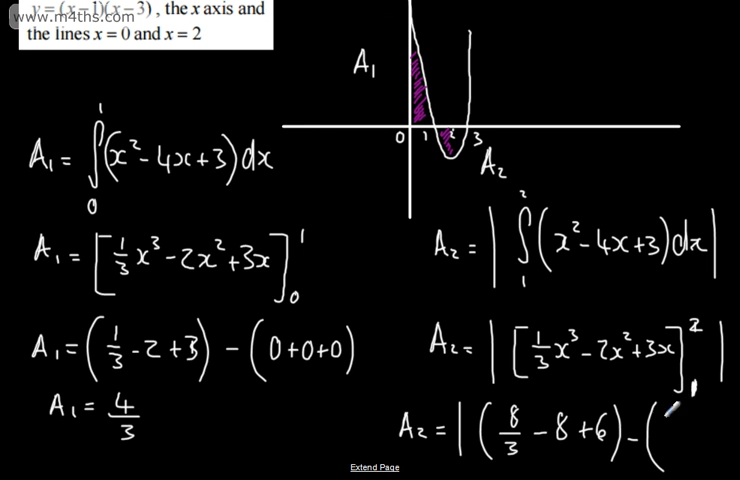 www.m4ths.com
y = (x−1)(x−3), the x axis and
the lines x = 0 and x = 2
A₁
0 1 2 3
A₂
A₁ = ∫₀¹ (x² − 4x + 3) dx
A₁ = [⅓x³ − 2x² + 3x]₀¹
A₁ = (1/3 − 2 + 3) − (0 + 0 + 0)
A₁ = 4/3
A₂ = | ∫₁² (x² − 4x + 3) dx |
A₂ = | [⅓x³ − 2x² + 3x]₁² |
A₂ = | (8/3 − 8 + 6) − (
Extend Page